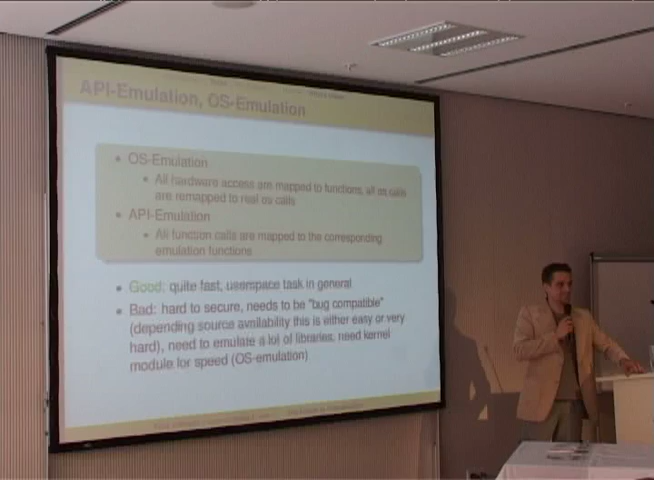 API-Emulation, OS-Emulation
• OS-Emulation
• All hardware access are mapped to functions, all os calls
are remapped to real os calls
• API-Emulation
• All function calls are mapped to the corresponding
emulation functions
• Good: quite fast, userspace task in general
• Bad: hard to secure, needs to be "bug compatible"
(depending source availability this is either easy or very
hard), need to emulate a lot of libraries, need kernel
module for speed (OS-emulation)